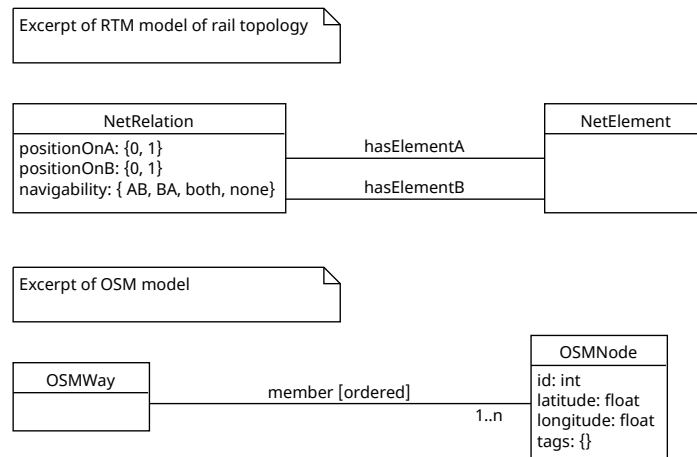 Excerpt of RTM model of rail topology
NetRelation
positionOnA: {0, 1}
positionOnB: {0, 1}
navigability: { AB, BA, both, none}
hasElementA
hasElementB
NetElement
Excerpt of OSM model
OSMWay
member [ordered]
1..n
OSMNode
id: int
latitude: float
longitude: float
tags: {}